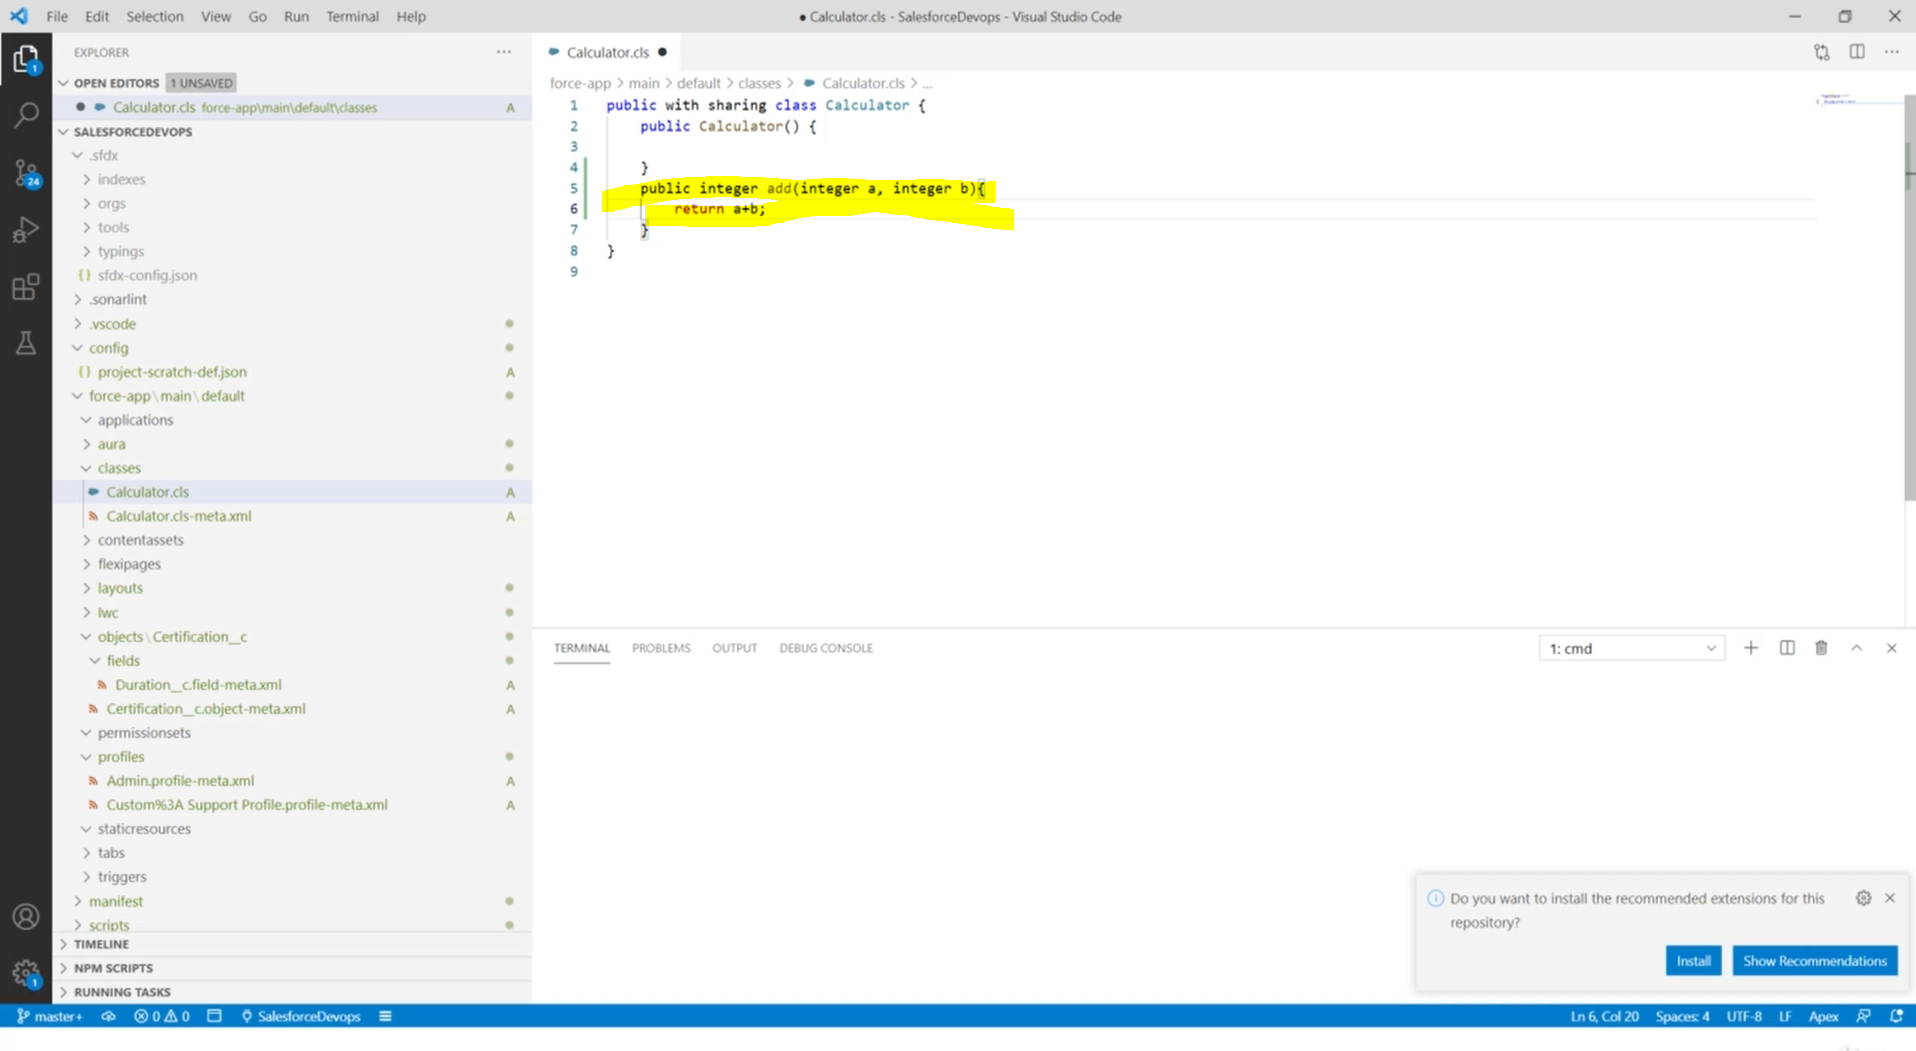 File Edit Selection View Go Run Terminal Help
● Calculator.cls - SalesforceDevops - Visual Studio Code
EXPLORER
OPEN EDITORS 1 UNSAVED
Calculator.cls force-app\main\default\classes A
SALESFORCEDEVOPS
.sfdx
indexes
orgs
tools
typings
{} sfdx-config.json
.sonarlint
.vscode
config
{} project-scratch-def.json A
force-app\main\default
applications
aura
classes
Calculator.cls A
Calculator.cls-meta.xml A
contentassets
flexipages
layouts
lwc
objects\Certification__c
fields
Duration__c.field-meta.xml A
Certification__c.object-meta.xml A
permissionsets
profiles
Admin.profile-meta.xml A
Custom%3A Support Profile.profile-meta.xml A
staticresources
tabs
triggers
manifest
scripts
TIMELINE
NPM SCRIPTS
RUNNING TASKS
1
24
1
Calculator.cls
force-app > main > default > classes > Calculator.cls > ...
1 public with sharing class Calculator {
2 public Calculator() {
3
4 }
5 public integer add(integer a, integer b){
6 return a+b;
7 }
8 }
9
TERMINAL PROBLEMS OUTPUT DEBUG CONSOLE
1: cmd
Do you want to install the recommended extensions for this
repository?
Install Show Recommendations
master+ 0 0 SalesforceDevops
Ln 6, Col 20 Spaces: 4 UTF-8 LF Apex